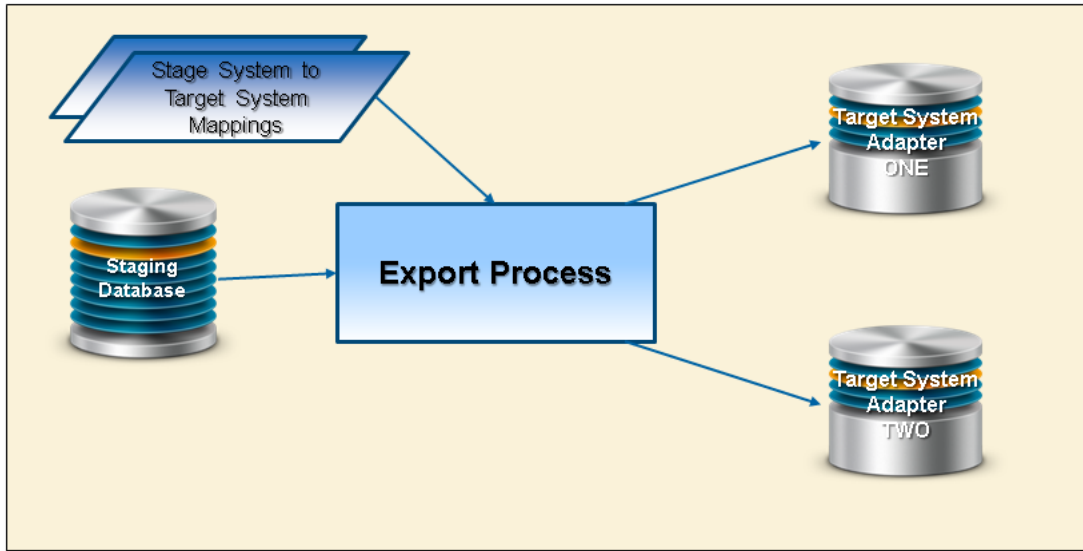 Stage System to
Target System
Mappings
Target System
Adapter
ONE
Staging
Database
Export Process
Target System
Adapter
TWO